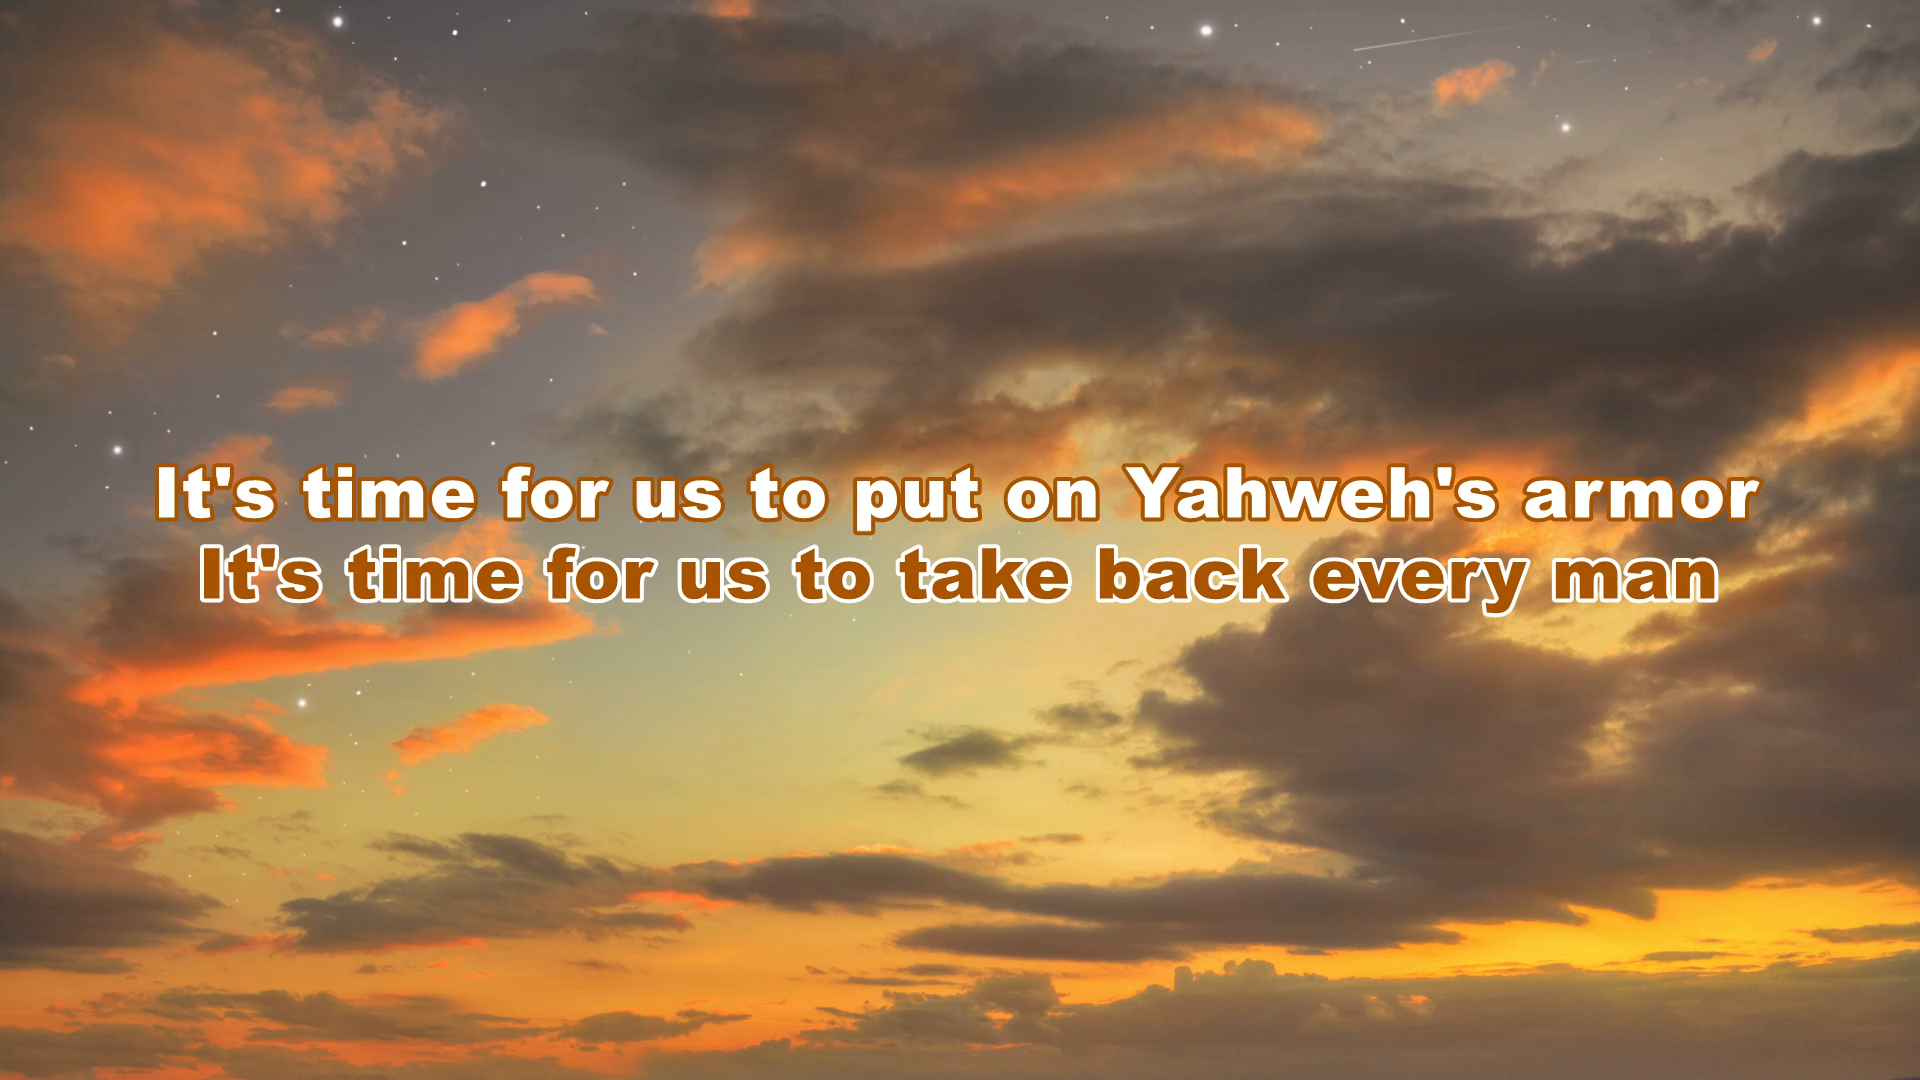 It's time for us to put on Yahweh's armor
It's time for us to take back every man